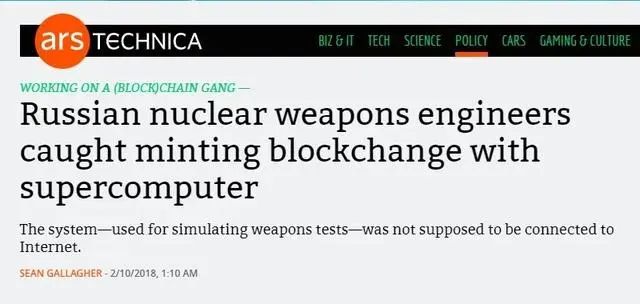 ars TECHNICA
BIZ & IT TECH SCIENCE POLICY CARS GAMING & CULTURE
WORKING ON A (BLOCK)CHAIN GANG —
Russian nuclear weapons engineers
caught minting blockchange with
supercomputer
The system—used for simulating weapons tests—was not supposed to be connected to
Internet.
SEAN GALLAGHER - 2/10/2018, 1:10 AM